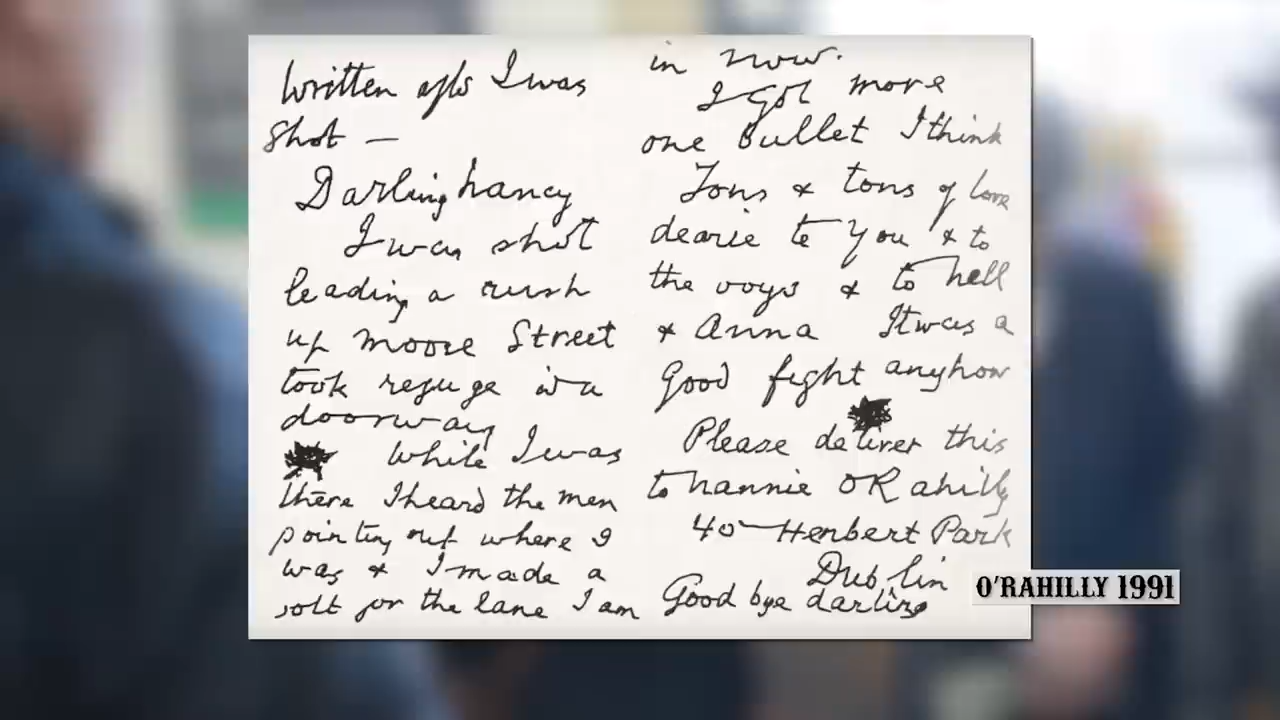 Written after I was
shot —
Darling Nancy
I was shot
leading a rush
up Moore Street
took refuge in a
doorway
While I was
there I heard the men
pointing out where I
was & I made a
bolt for the lane I am
in now.
I got more
one bullet I think
Tons & tons of love
dearie to you & to
the boys & to Nell
& Anna It was a
Good fight anyhow
Please deliver this
to Nannie O'Rahilly
40 Herbert Park
Dublin
Good bye darling
O'RAHILLY 1991